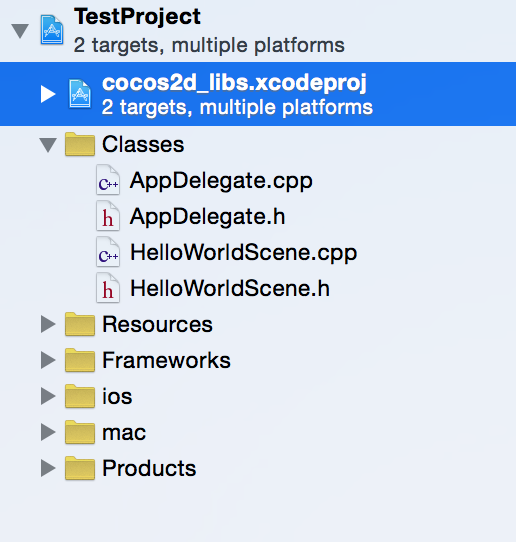 TestProject
2 targets, multiple platforms
cocos2d_libs.xcodeproj
2 targets, multiple platforms
Classes
C++ AppDelegate.cpp
h AppDelegate.h
C++ HelloWorldScene.cpp
h HelloWorldScene.h
Resources
Frameworks
ios
mac
Products